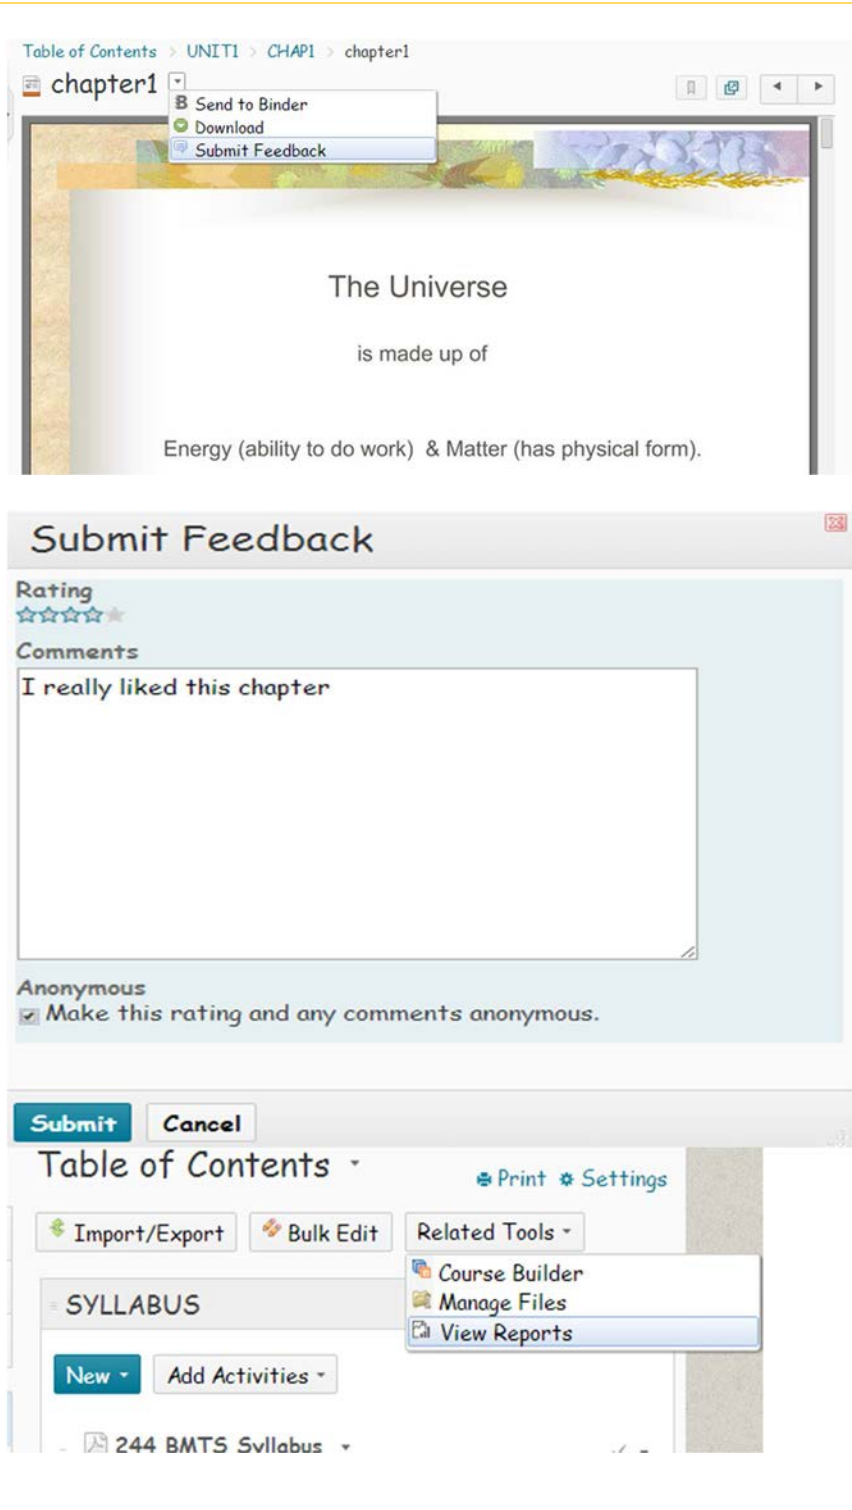 Table of Contents > UNIT1 > CHAP1 > chapter1
chapter1
Send to Binder
Download
Submit Feedback
The Universe
is made up of
Energy (ability to do work) & Matter (has physical form).
Submit Feedback
Rating
Comments
I really liked this chapter
Anonymous
Make this rating and any comments anonymous.
Submit Cancel
Table of Contents
Print Settings
Import/Export Bulk Edit Related Tools
Course Builder
SYLLABUS
Manage Files
View Reports
New Add Activities
244 BMTS Syllabus